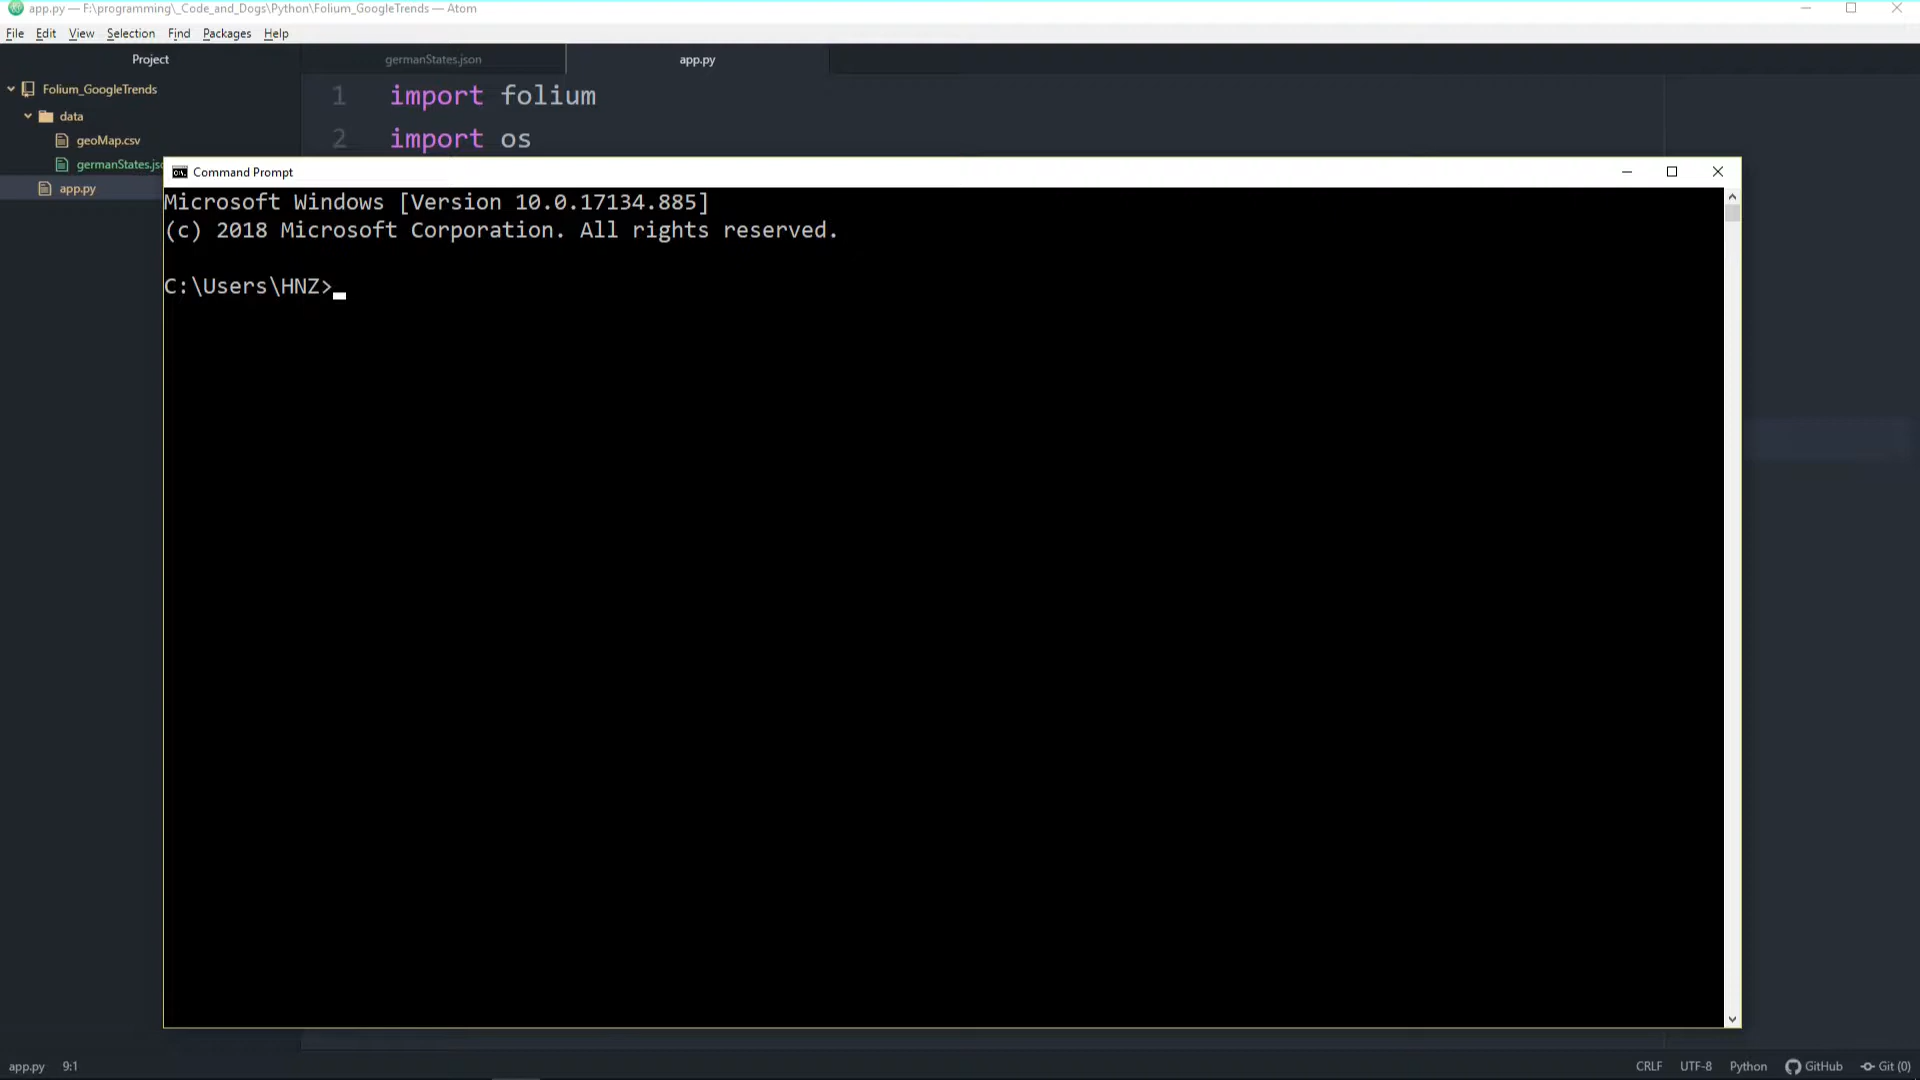 app.py — F:\programming\_Code_and_Dogs\Python\Folium_GoogleTrends — Atom
File Edit View Selection Find Packages Help
Project
germanStates.json
app.py
Folium_GoogleTrends
data
geoMap.csv
germanStates.jso
app.py
1 import folium
2 import os
Command Prompt
Microsoft Windows [Version 10.0.17134.885]
(c) 2018 Microsoft Corporation. All rights reserved.
C:\Users\HNZ>
app.py 9:1
CRLF UTF-8 Python GitHub Git (0)